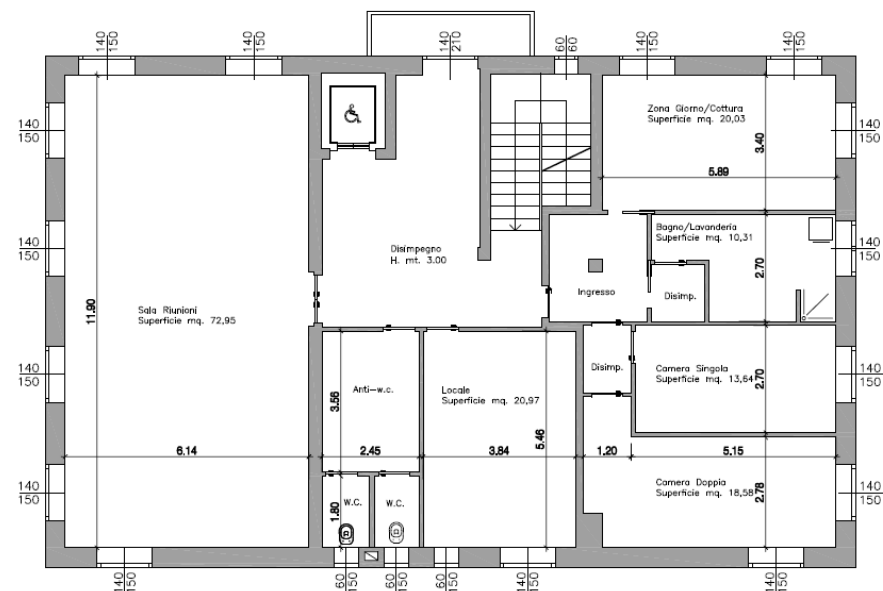 140
150
140
150
140
210
60
60
140
150
140
150
Zona Giorno/Cottura
Superficie mq. 20,03
3.40
5.89
140
150
140
150
Bagno/Lavanderia
Superficie mq. 10,31
2.70
140
150
140
150
Disimpegno
H. mt. 3.00
Ingresso
Disimp.
11.90
Sala Riunioni
Superficie mq. 72,95
140
150
140
150
Disimp.
Camera Singola
Superficie mq. 13,64
2.70
Anti-w.c.
3.56
Locale
Superficie mq. 20,97
6.14
2.45
3.84
5.46
1.20
5.15
140
150
140
150
Camera Doppia
Superficie mq. 18,58
2.78
1.80
W.C.
W.C.
140
150
60
150
60
150
60
150
140
150
140
150